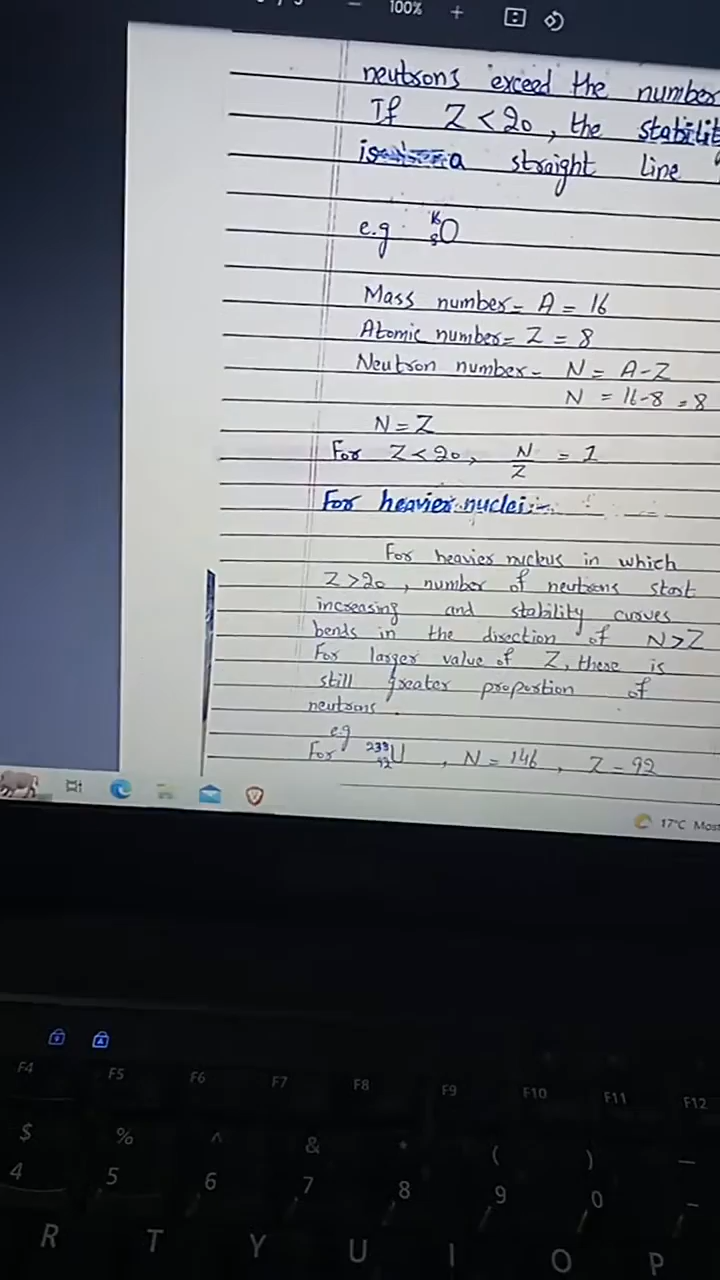 100%
neutrons exceed the number
If Z < 20, the stabilit
is a straight line
e.g. ¹⁶₈O
Mass number = A = 16
Atomic number = Z = 8
Neutron number = N = A-Z
N = 16-8 = 8
N = Z
For Z < 20, N/Z = 1
For heavier nuclei:-
For heavier nucleus in which
Z > 20, number of neutrons start
increasing and stability curves
bends in the direction of N > Z
For larger value of Z, there is
still greater proportion of
neutrons.
e.g
For ²³⁸₉₂U, N = 146, Z = 92
17°C Most
F4 F5 F6 F7 F8 F9 F10 F11 F12
$ % ^ & * ( ) _
4 5 6 7 8 9 0 -
R T Y U I O P